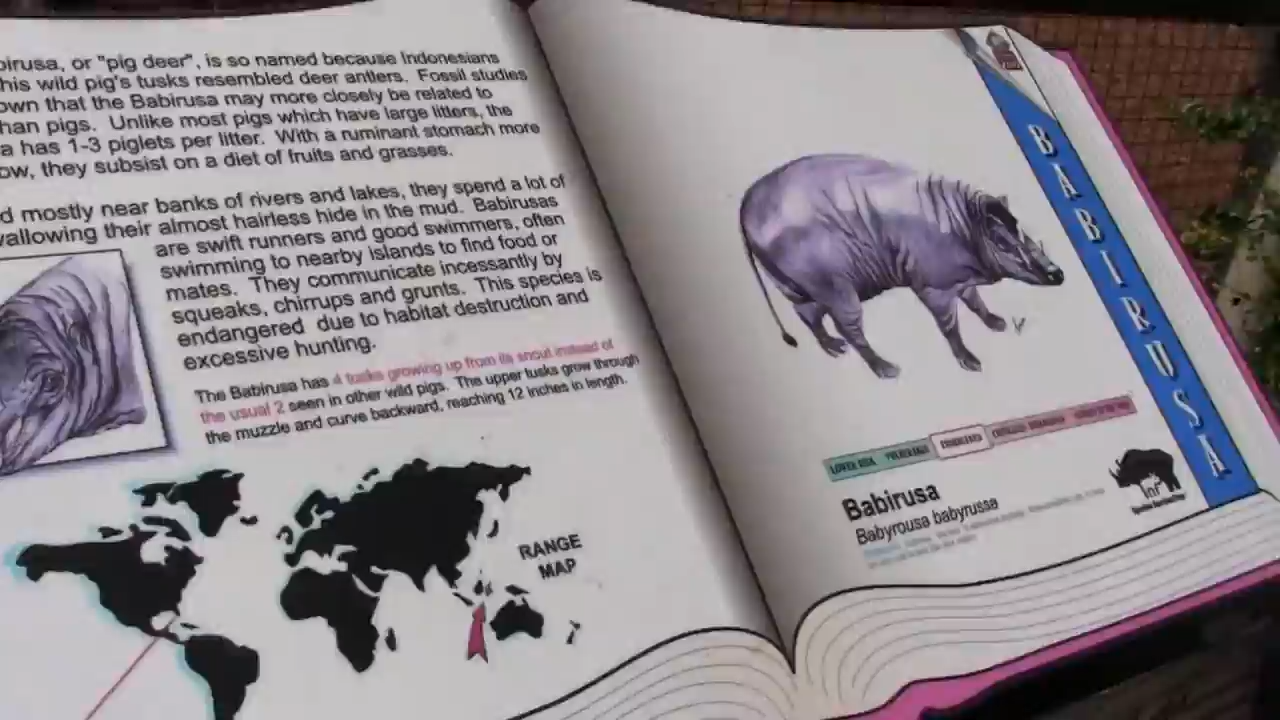 birusa, or "pig deer", is so named because Indonesians
his wild pig's tusks resembled deer antlers. Fossil studies
own that the Babirusa may more closely be related to
han pigs. Unlike most pigs which have large litters, the
a has 1-3 piglets per litter. With a ruminant stomach more
ow, they subsist on a diet of fruits and grasses.
d mostly near banks of rivers and lakes, they spend a lot of
wallowing their almost hairless hide in the mud. Babirusas
are swift runners and good swimmers, often
swimming to nearby islands to find food or
mates. They communicate incessantly by
squeaks, chirrups and grunts. This species is
endangered due to habitat destruction and
excessive hunting.
The Babirusa has 4 tusks growing up from its snout instead of
the usual 2 seen in other wild pigs. The upper tusks grow through
the muzzle and curve backward, reaching 12 inches in length.
RANGE
MAP
BABIRUSA
LOWER RISK VULNERABLE ENDANGERED
Babirusa
Babyrousa babyrussa